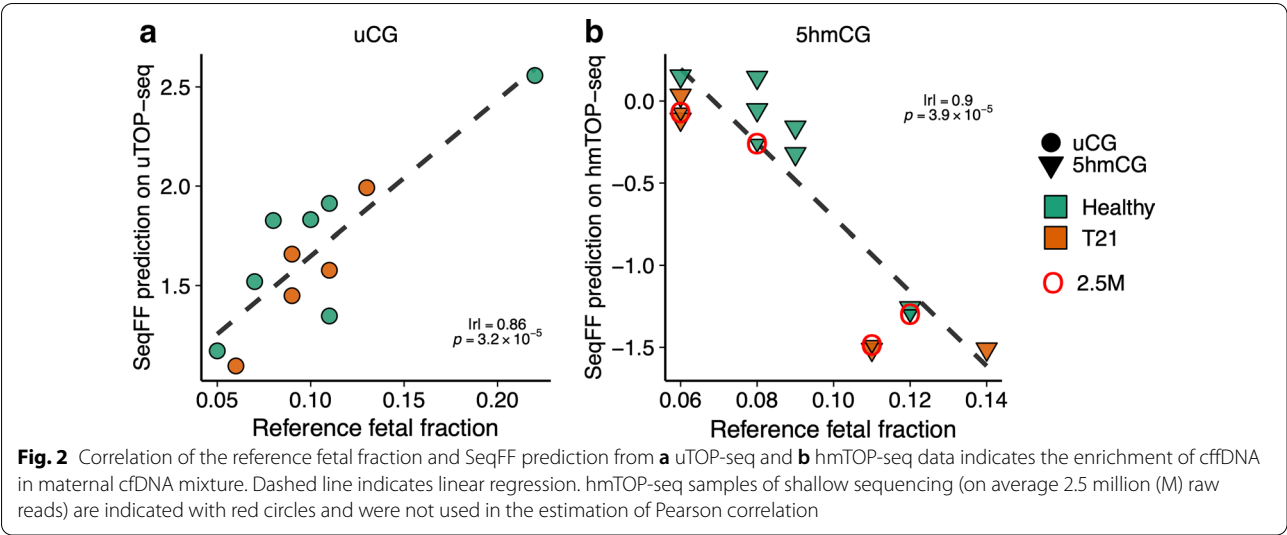 a
uCG
SeqFF prediction on uTOP−seq
2.5
2.0
1.5
|r| = 0.86
p = 3.2 × 10⁻⁵
0.05 0.10 0.15 0.20
Reference fetal fraction
b
5hmCG
SeqFF prediction on hmTOP−seq
0.0
−0.5
−1.0
−1.5
|r| = 0.9
p = 3.9 × 10⁻⁵
0.06 0.08 0.10 0.12 0.14
Reference fetal fraction
uCG
5hmCG
Healthy
T21
2.5M
Fig. 2 Correlation of the reference fetal fraction and SeqFF prediction from a uTOP-seq and b hmTOP-seq data indicates the enrichment of cffDNA
in maternal cfDNA mixture. Dashed line indicates linear regression. hmTOP-seq samples of shallow sequencing (on average 2.5 million (M) raw
reads) are indicated with red circles and were not used in the estimation of Pearson correlation